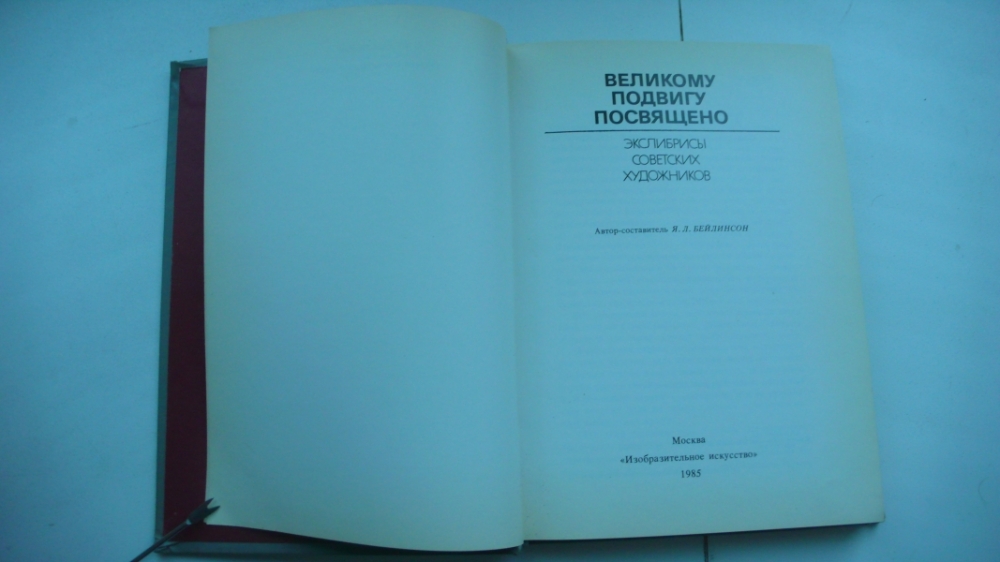 ВЕЛИКОМУ
ПОДВИГУ
ПОСВЯЩЕНО
ЭКСЛИБРИСЫ
СОВЕТСКИХ
ХУДОЖНИКОВ
Автор-составитель Я. Л. БЕЙЛИНСОН
Москва
«Изобразительное искусство»
1985